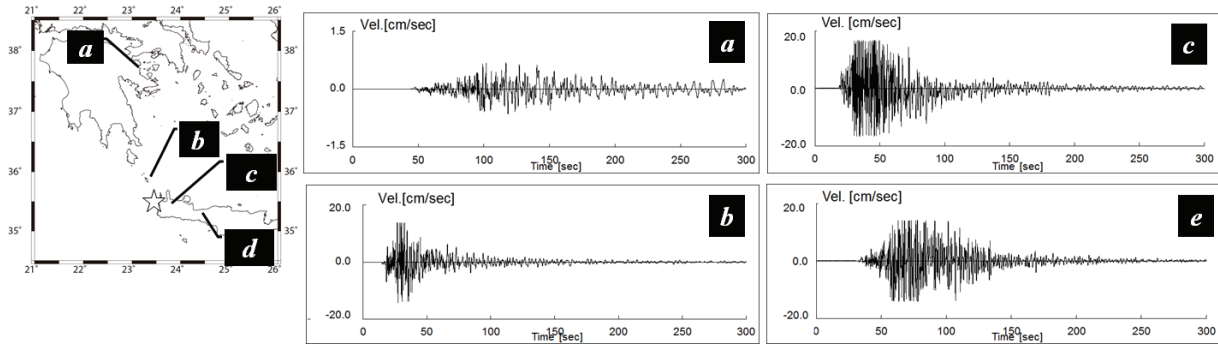 21° 22° 23° 24° 25° 26°
38° 38°
37° 37°
36° 36°
35° 35°
21° 22° 23° 24° 25° 26°
a
b
c
d
Vel.[cm/sec]
a
1.5
0.0
-1.5
0 50 100 150 200 250 300
Time [sec]
Vel.[cm/sec]
c
20.0
0.0
-20.0
0 50 100 150 200 250 300
Time [sec]
Vel.[cm/sec]
b
20.0
0.0
-20.0
0 50 100 150 200 250 300
Time [sec]
Vel. [cm/sec]
e
20.0
0.0
-20.0
0 50 100 150 200 250 300
Time [sec]